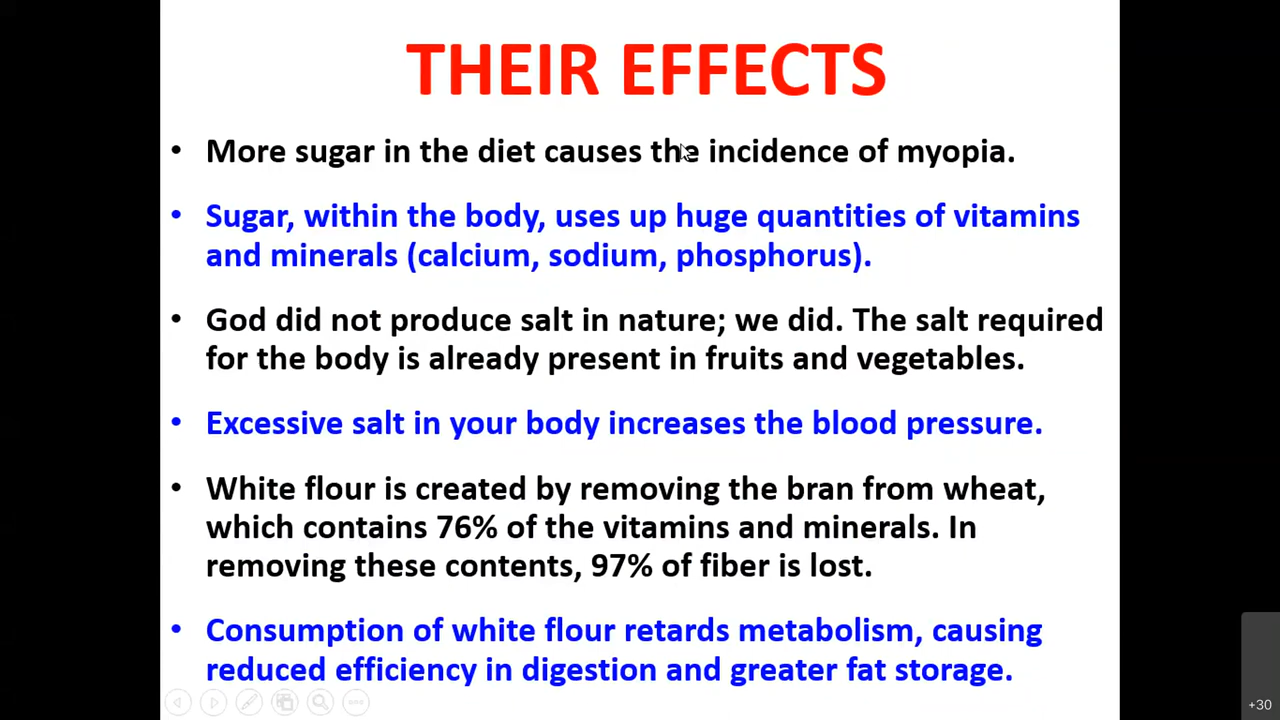 THEIR EFFECTS
• More sugar in the diet causes the incidence of myopia.
• Sugar, within the body, uses up huge quantities of vitamins
and minerals (calcium, sodium, phosphorus).
• God did not produce salt in nature; we did. The salt required
for the body is already present in fruits and vegetables.
• Excessive salt in your body increases the blood pressure.
• White flour is created by removing the bran from wheat,
which contains 76% of the vitamins and minerals. In
removing these contents, 97% of fiber is lost.
• Consumption of white flour retards metabolism, causing
reduced efficiency in digestion and greater fat storage.
+30